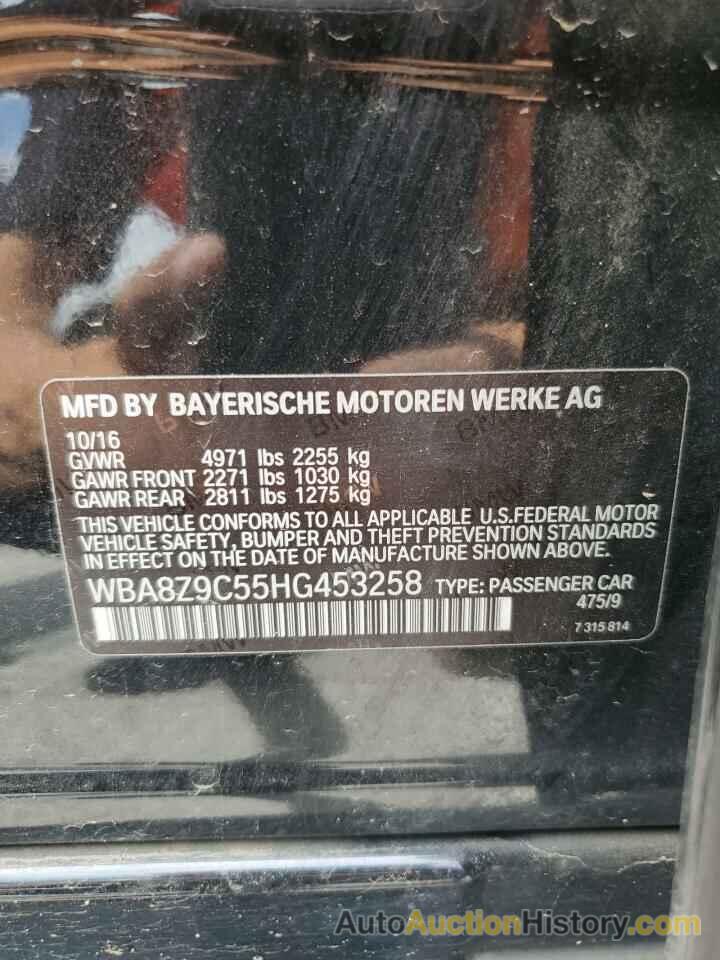 MFD BY BAYERISCHE MOTOREN WERKE AG
10/16
GVWR 4971 lbs 2255 kg
GAWR FRONT 2271 lbs 1030 kg
GAWR REAR 2811 lbs 1275 kg
THIS VEHICLE CONFORMS TO ALL APPLICABLE U.S.FEDERAL MOTOR
VEHICLE SAFETY, BUMPER AND THEFT PREVENTION STANDARDS
IN EFFECT ON THE DATE OF MANUFACTURE SHOWN ABOVE.
WBA8Z9C55HG453258 TYPE: PASSENGER CAR
475/9
7 315 814
AutoAuctionHistory.com